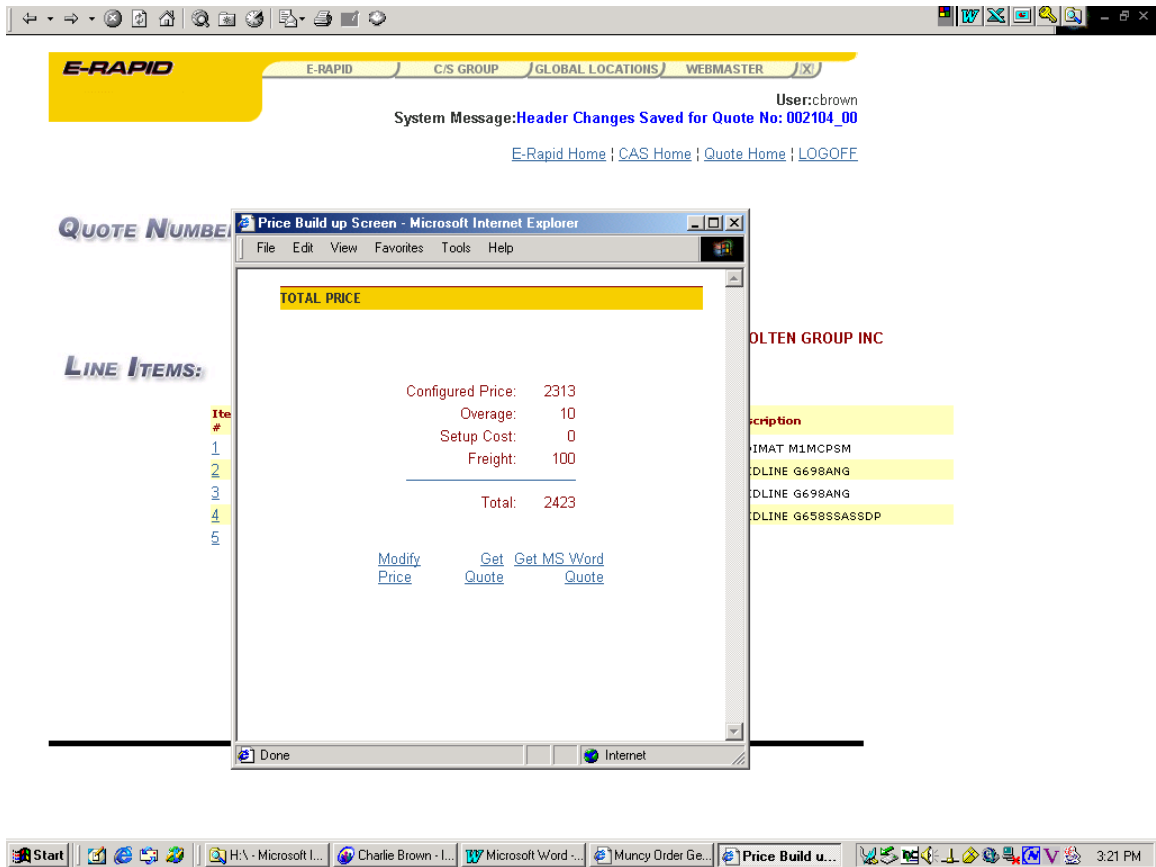 E-RAPID
E-RAPID C/S GROUP GLOBAL LOCATIONS WEBMASTER X
User:cbrown
System Message:Header Changes Saved for Quote No: 002104_00
E-Rapid Home ¦ CAS Home ¦ Quote Home ¦ LOGOFF
QUOTE NUMBE
Price Build up Screen - Microsoft Internet Explorer
File Edit View Favorites Tools Help
TOTAL PRICE
OLTEN GROUP INC
LINE ITEMS:
Configured Price: 2313
Overage: 10
Setup Cost: 0
Freight: 100
Total: 2423
Modify Price
Get Quote
Get MS Word Quote
Ite
#
scription
1 IMAT M1MCPSM
2 DLINE G698ANG
3 DLINE G698ANG
4 DLINE G658SSASSDP
5
Done Internet
Start H:\ - Microsoft I... Charlie Brown - I... Microsoft Word -... Muncy Order Ge... Price Build u... 3:21 PM